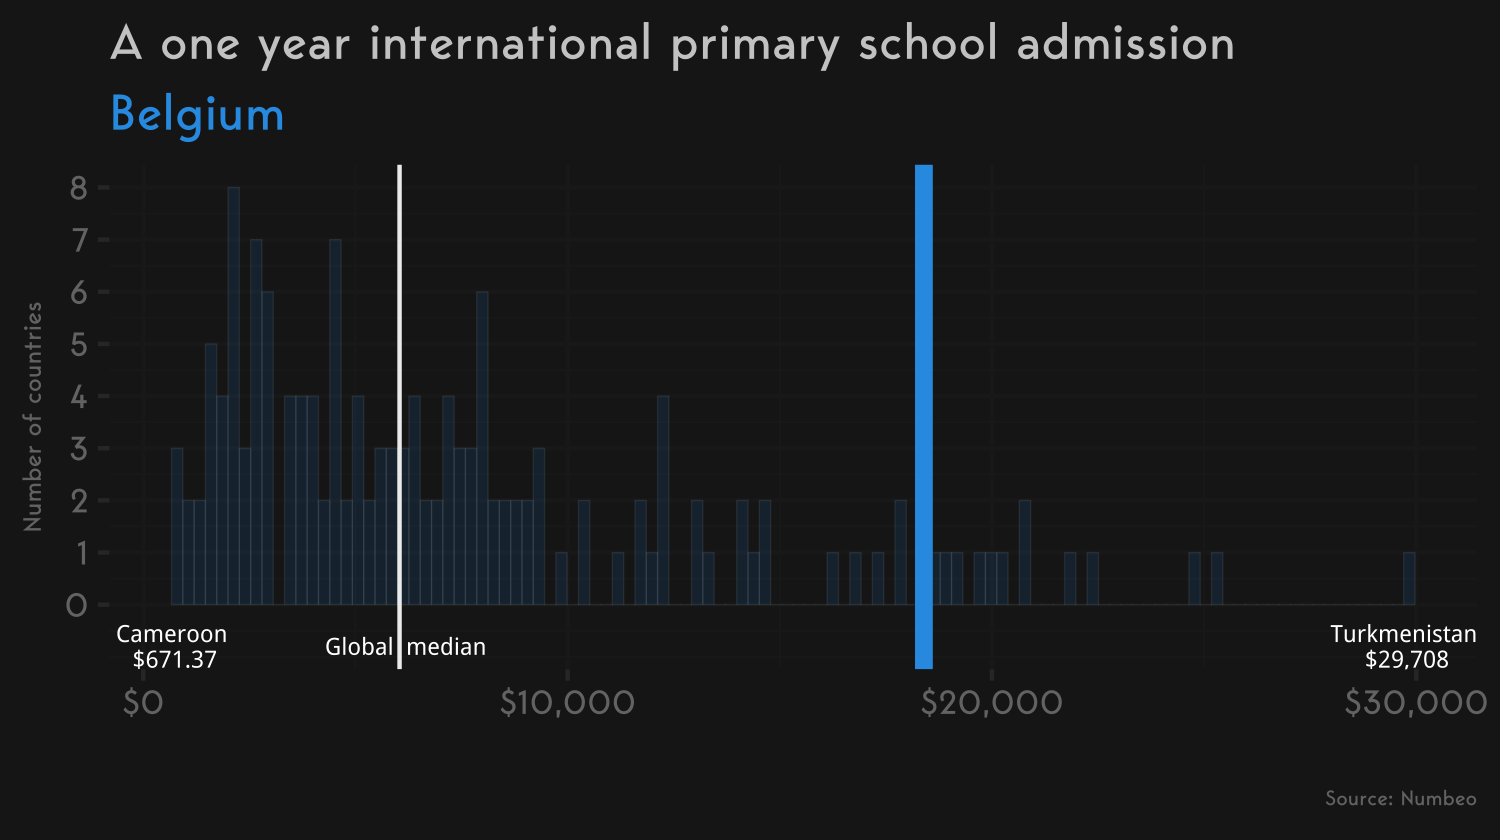 A one year international primary school admission
Belgium
Number of countries
8
7
6
5
4
3
2
1
0
Cameroon
$671.37
Global median
Turkmenistan
$29,708
$0 $10,000 $20,000 $30,000
Source: Numbeo